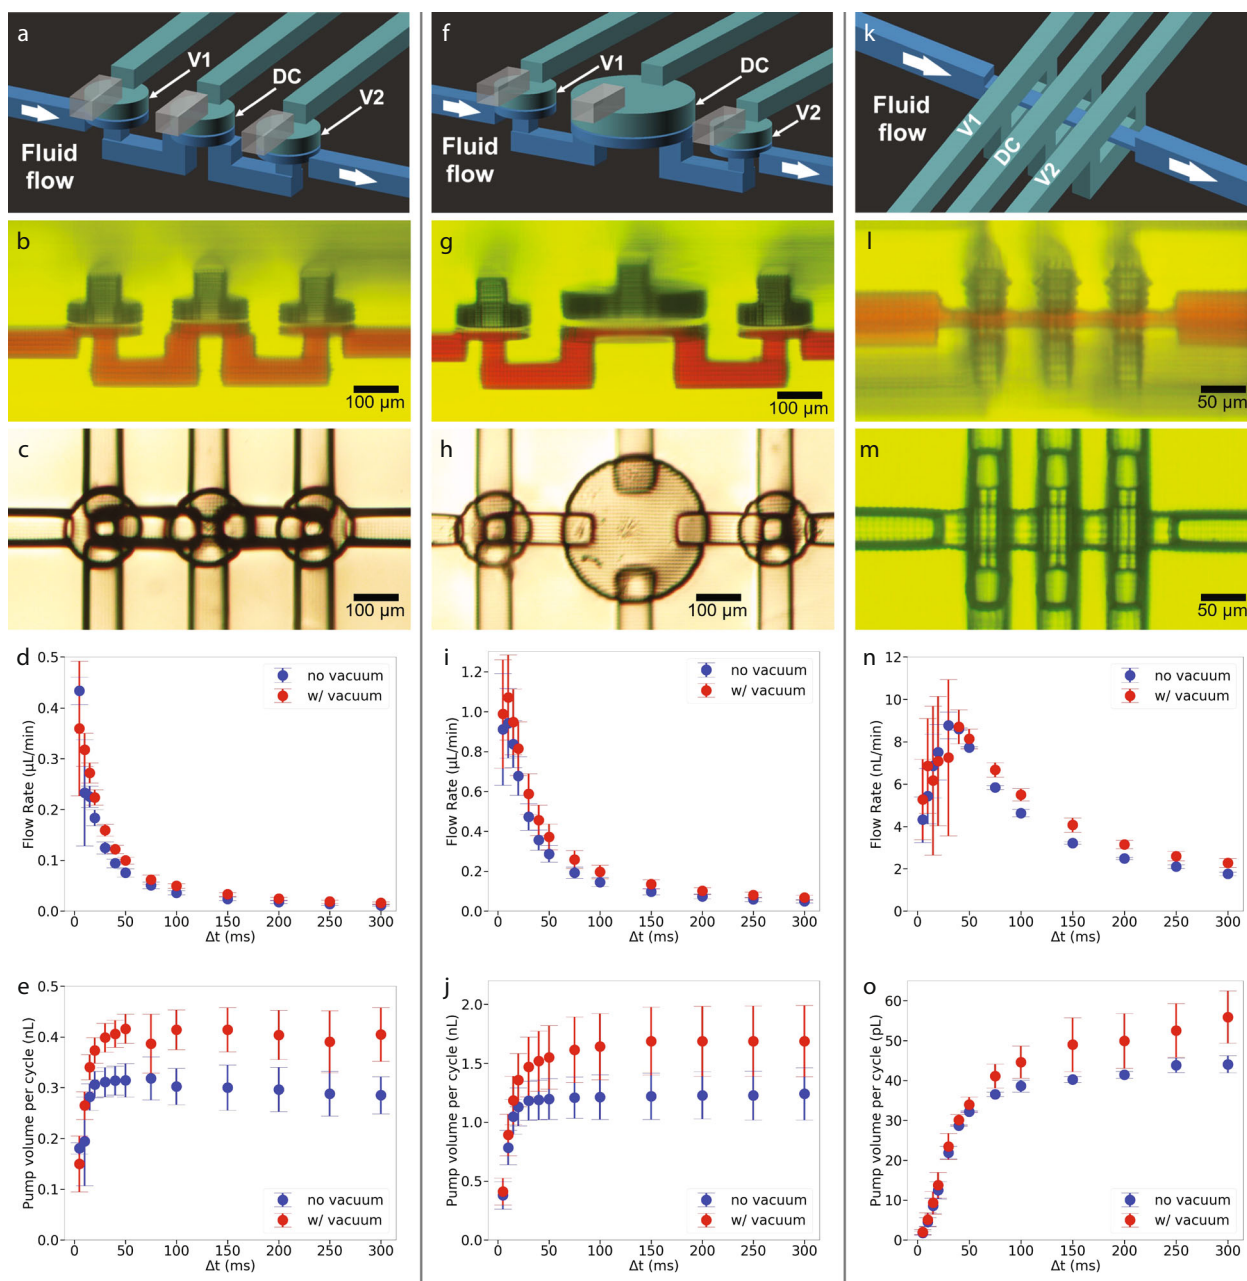 a
V1
DC
V2
Fluid
flow
f
V1
DC
V2
Fluid
flow
k
Fluid
flow
V1
DC
V2
b
100 μm
g
100 μm
l
50 μm
c
100 μm
h
100 μm
m
50 μm
d
0.5
0.4
0.3
0.2
0.1
0.0
Flow Rate (μL/min)
no vacuum
w/ vacuum
0 50 100 150 200 250 300
Δt (ms)
i
1.2
1.0
0.8
0.6
0.4
0.2
0.0
Flow Rate (μL/min)
no vacuum
w/ vacuum
0 50 100 150 200 250 300
Δt (ms)
n
12
10
8
6
4
2
0
Flow Rate (nL/min)
no vacuum
w/ vacuum
0 50 100 150 200 250 300
Δt (ms)
e
0.5
0.4
0.3
0.2
0.1
0.0
Pump volume per cycle (nL)
no vacuum
w/ vacuum
0 50 100 150 200 250 300
Δt (ms)
j
2.0
1.5
1.0
0.5
0.0
Pump volume per cycle (nL)
no vacuum
w/ vacuum
0 50 100 150 200 250 300
Δt (ms)
o
60
50
40
30
20
10
0
Pump volume per cycle (pL)
no vacuum
w/ vacuum
0 50 100 150 200 250 300
Δt (ms)